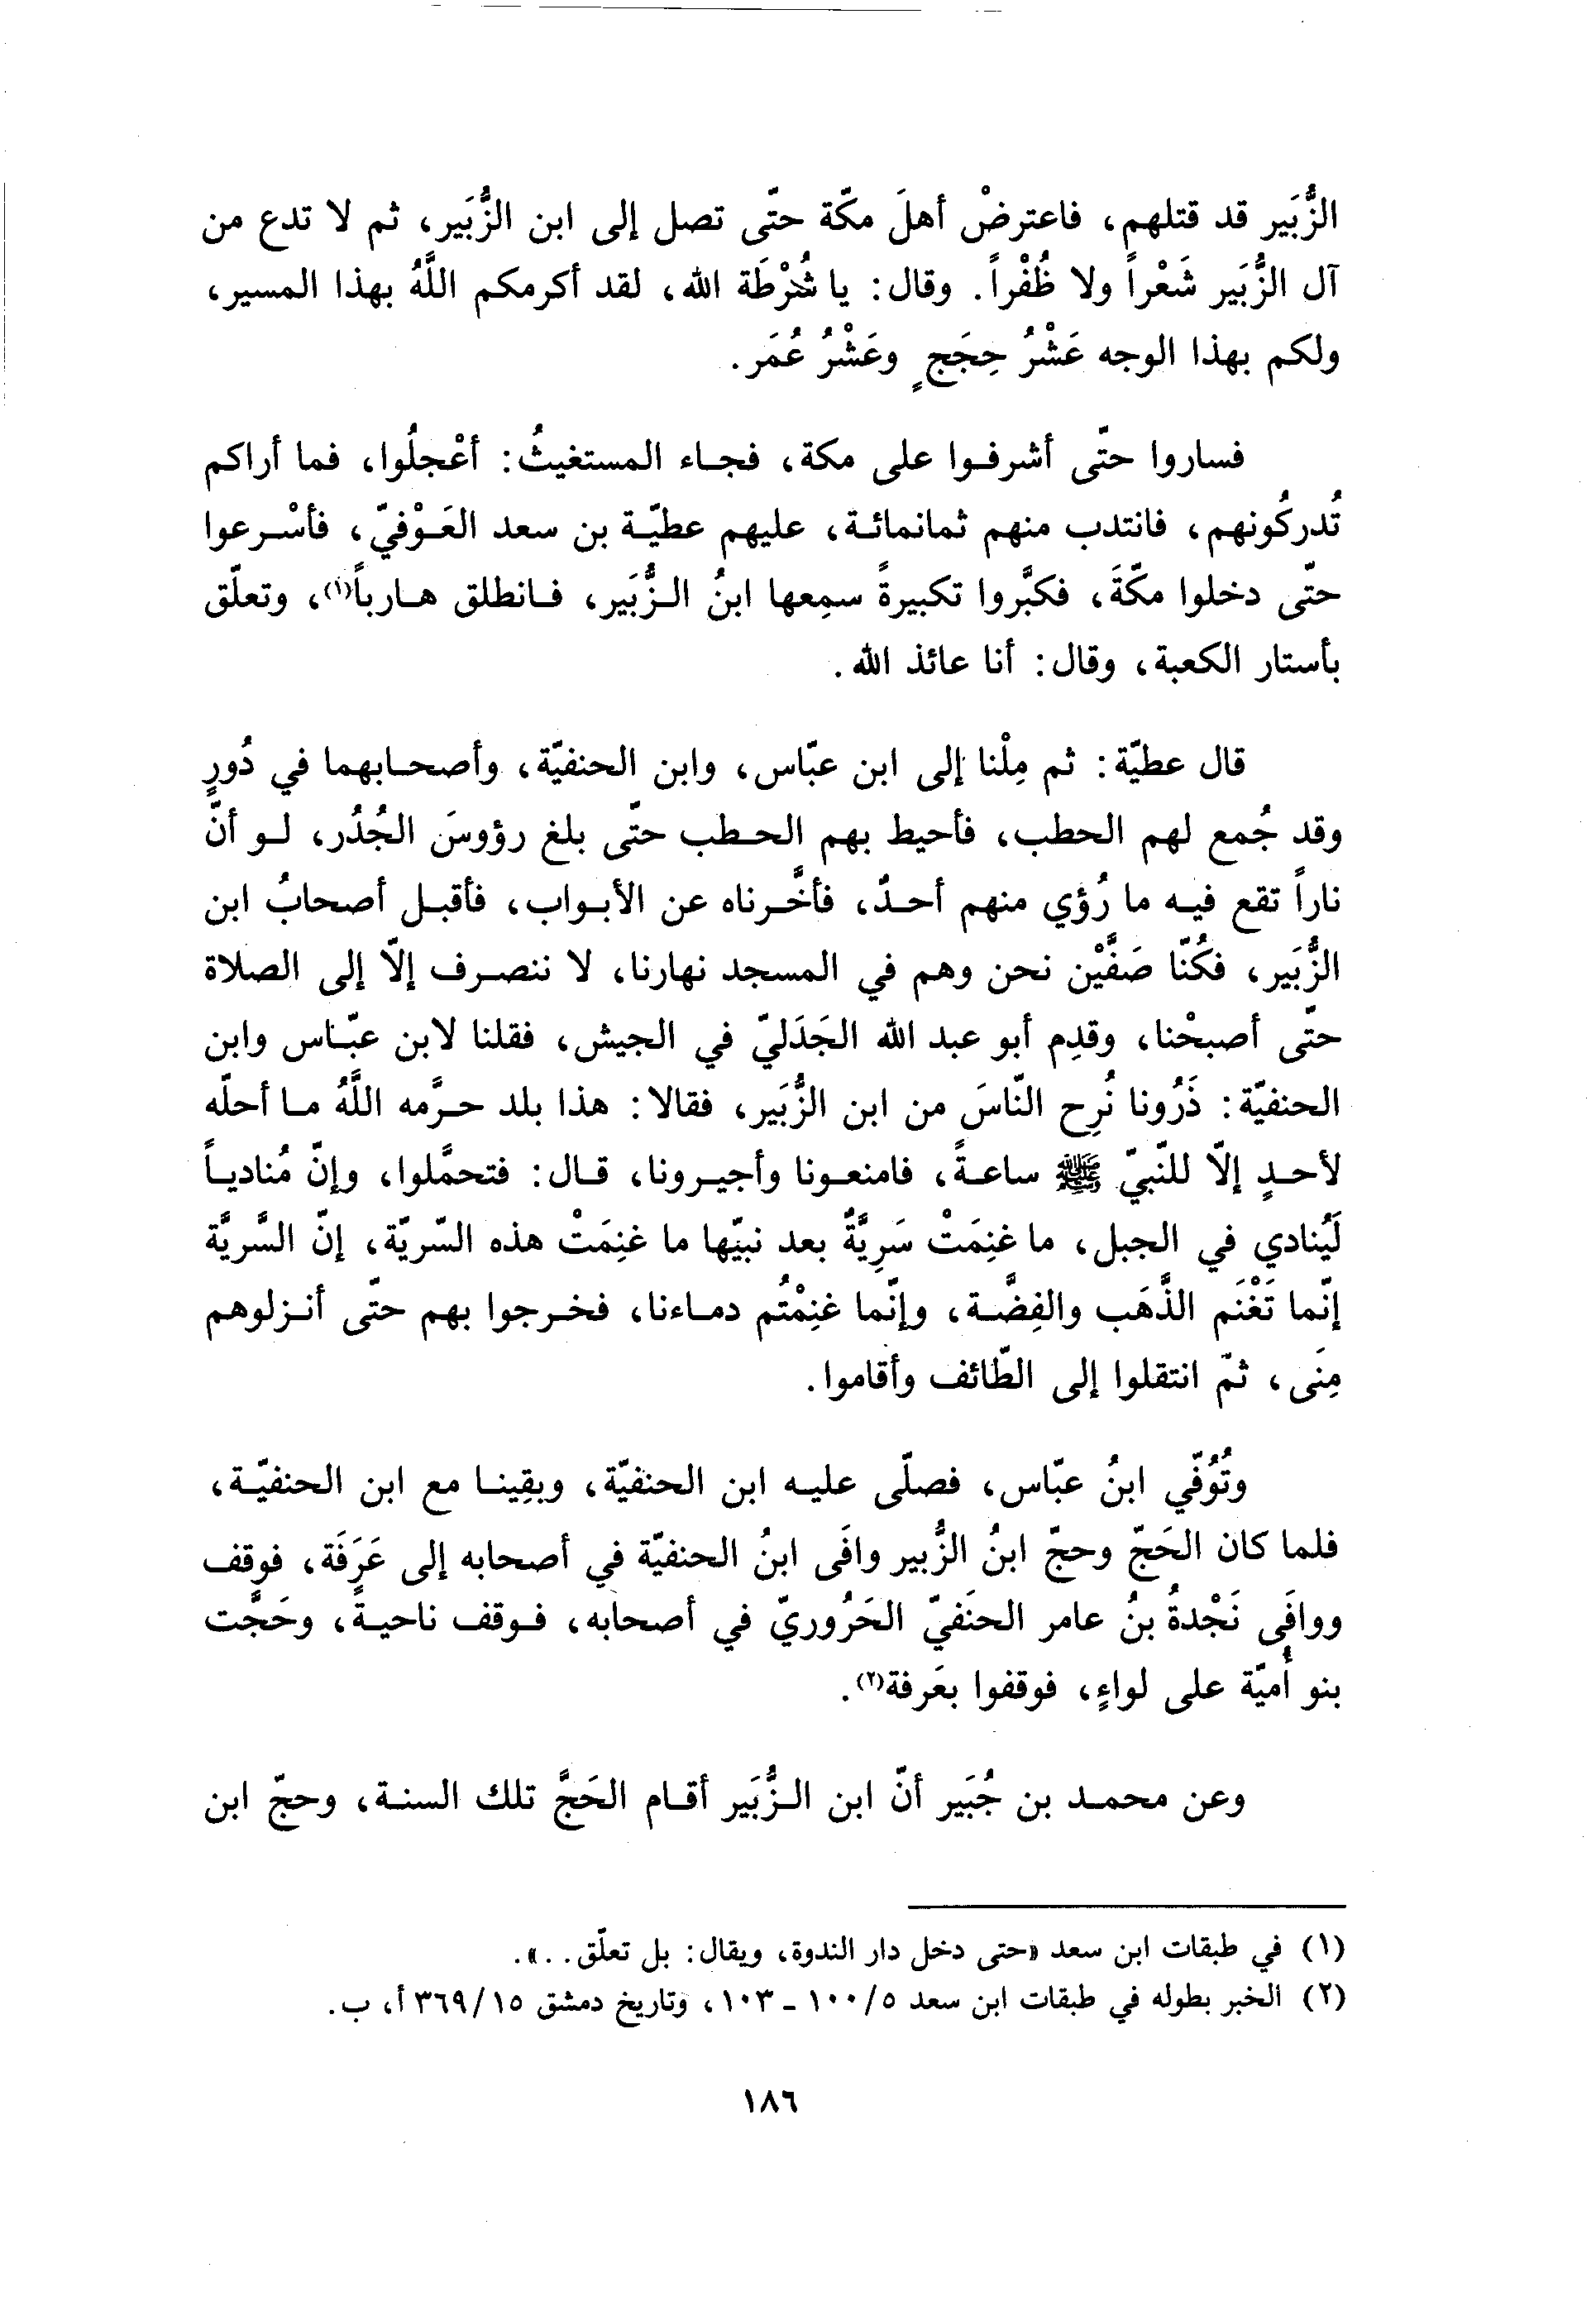 الزُّبَير قد قتلهم، فاعترضْ أهلَ مكّة حتّى تصل إلى ابن الزُّبَير، ثم لا تدع من
آل الزُّبَير شَعْراً ولا ظُفْراً. وقال: يا شُرْطَة الله، لقد أكرمكم اللَّهُ بهذا المسير،
ولكم بهذا الوجه عَشْرُ حِجَجٍ وعَشْرُ عُمَر.
فساروا حتّى أشرفوا على مكة، فجاء المستغيثُ: أعْجلُوا، فما أراكم
تُدركُونهم، فانتدب منهم ثمانمائة، عليهم عطيّة بن سعد العَوْفيّ، فأسْرعوا
حتّى دخلوا مكّةَ، فكبَّروا تكبيرةً سمِعها ابنُ الزُّبَير، فانطلق هارباً(١)، وتعلّق
بأستار الكعبة، وقال: أنا عائذ الله.
قال عطيّة: ثم مِلْنا إلى ابن عبّاس، وابن الحنفيّة، وأصحابهما في دُورٍ
وقد جُمع لهم الحطب، فأحيط بهم الحطب حتّى بلغ رؤوسَ الجُدُر، لو أنّ
ناراً تقع فيه ما رُؤي منهم أحدٌ، فأخَّرناه عن الأبواب، فأقبل أصحابُ ابن
الزُّبَير، فكُنّا صَفَّيْن نحن وهم في المسجد نهارنا، لا ننصرف إلّا إلى الصلاة
حتّى أصبحْنا، وقدِم أبو عبد الله الجَدَليّ في الجيش، فقلنا لابن عبّاس وابن
الحنفيّة: ذَرُونا نُرِح النّاسَ من ابن الزُّبَير، فقالا: هذا بلد حرَّمه اللَّهُ ما أحلّه
لأحدٍ إلّا للنّبيّ ﷺ ساعةً، فامنعونا وأجيرونا، قال: فتحمَّلوا، وإنّ مُنادياً
لَيُنادي في الجبل، ما غنِمَتْ سَرِيَّةٌ بعد نبيّها ما غنِمَتْ هذه السّريّة، إنّ السَّريَّة
إنّما تَغْنَم الذَّهَب والفِضَّة، وإنّما غنِمْتُم دماءنا، فخرجوا بهم حتّى أنزلوهم
مِنَى، ثمّ انتقلوا إلى الطّائف وأقاموا.
وتُوُفّي ابنُ عبّاس، فصلّى عليه ابن الحنفيّة، وبقِينا مع ابن الحنفيّة،
فلما كان الحَجّ وحجّ ابنُ الزُّبير وافَى ابنُ الحنفيّة في أصحابه إلى عَرَفَة، فوقف
ووافَى نَجْدةُ بنُ عامر الحنَفيّ الحَرُوريّ في أصحابه، فوقف ناحيةً، وحَجَّت
بنو أُميّة على لواءٍ، فوقفوا بعَرفة(٢).
وعن محمد بن جُبَير أنّ ابن الزُّبَير أقام الحَجَّ تلك السنة، وحجّ ابن
(١) في طبقات ابن سعد «حتى دخل دار الندوة، ويقال: بل تعلّق..».
(٢) الخبر بطوله في طبقات ابن سعد ٥/١٠٠ - ١٠٣، وتاريخ دمشق ١٥/٣٦٩ أ، ب.
١٨٦